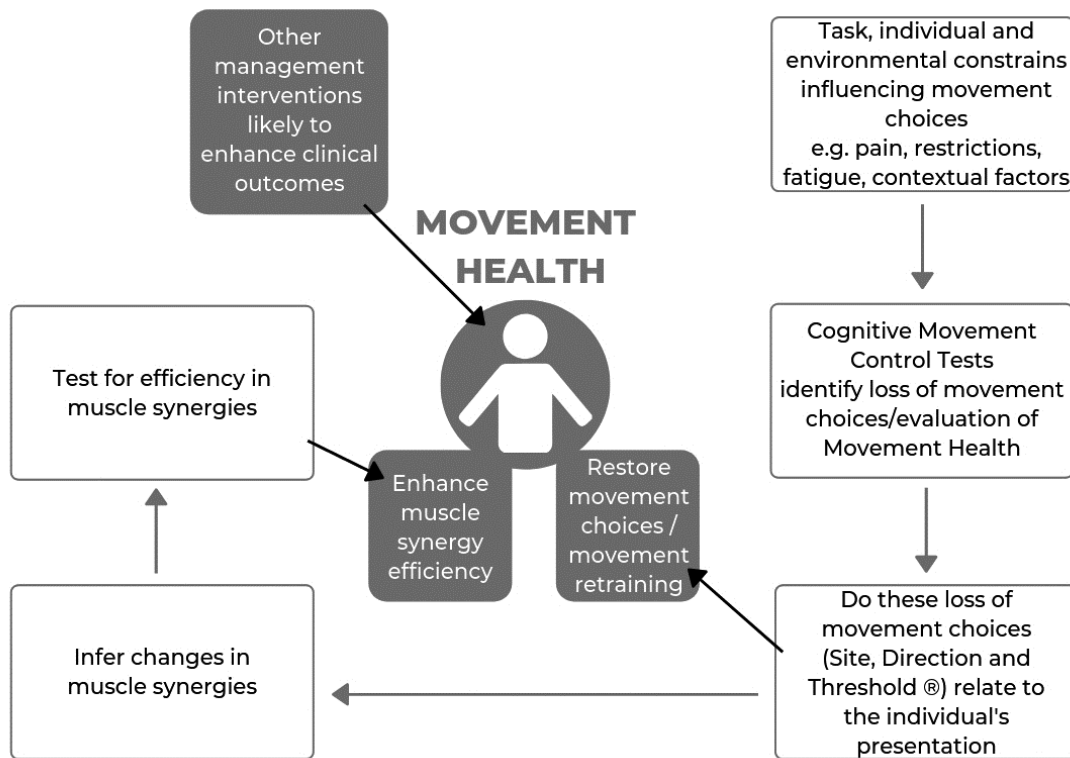 Other
management
interventions
likely to
enhance clinical
outcomes
Task, individual and
environmental constrains
influencing movement
choices
e.g. pain, restrictions,
fatigue, contextual factors
MOVEMENT
HEALTH
Test for efficiency in
muscle synergies
Cognitive Movement
Control Tests
identify loss of movement
choices/evaluation of
Movement Health
Enhance
muscle
synergy
efficiency
Restore
movement
choices /
movement
retraining
Infer changes in
muscle synergies
Do these loss of
movement choices
(Site, Direction and
Threshold ®) relate to
the individual's
presentation